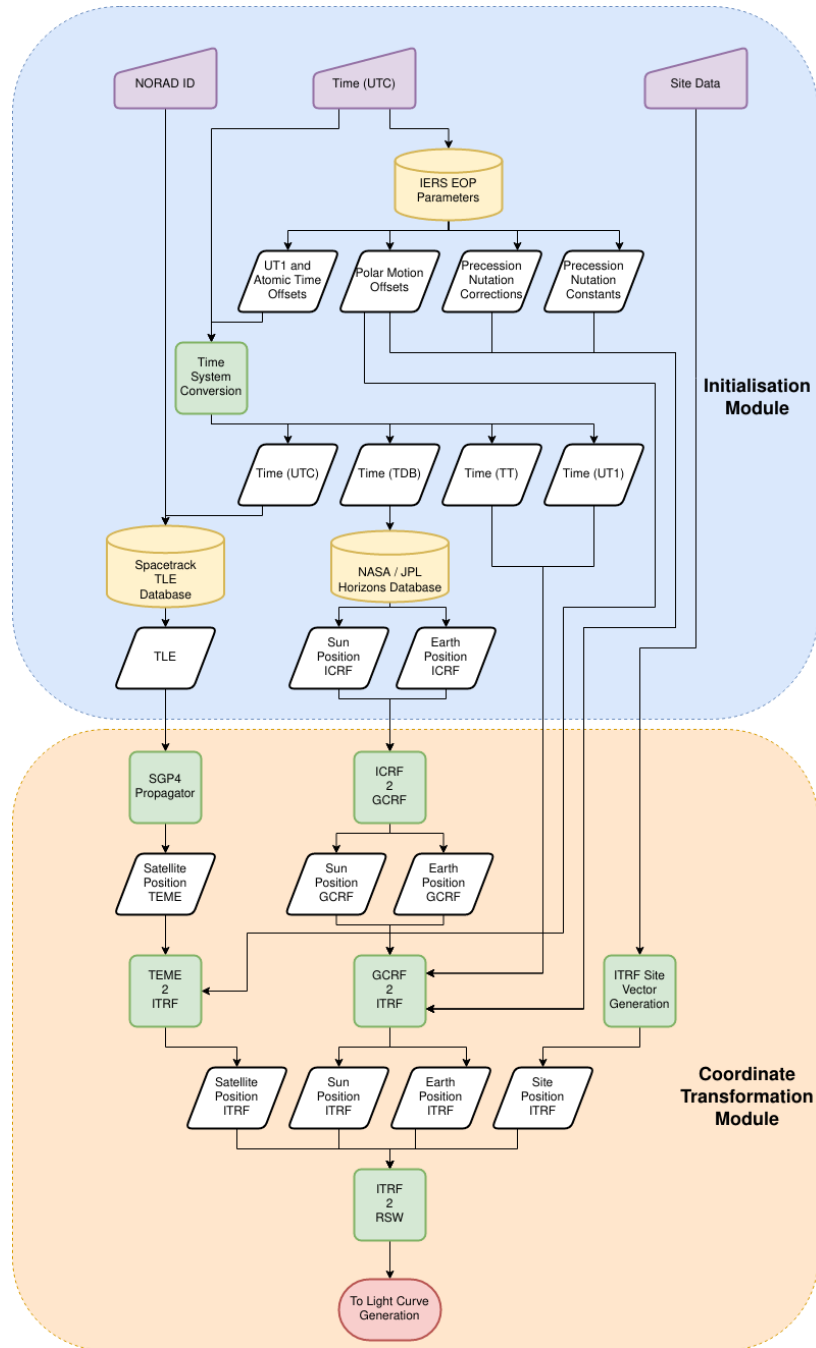 NORAD ID
Time (UTC)
Site Data
IERS EOP
Parameters
UT1 and
Atomic Time
Offsets
Polar Motion
Offsets
Precession
Nutation
Corrections
Precession
Nutation
Constants
Time
System
Conversion
Initialisation
Module
Time (UTC)
Time (TDB)
Time (TT)
Time (UT1)
Spacetrack
TLE
Database
NASA / JPL
Horizons Database
TLE
Sun
Position
ICRF
Earth
Position
ICRF
SGP4
Propagator
ICRF
2
GCRF
Satellite
Position
TEME
Sun
Position
GCRF
Earth
Position
GCRF
TEME
2
ITRF
GCRF
2
ITRF
ITRF Site
Vector
Generation
Satellite
Position
ITRF
Sun
Position
ITRF
Earth
Position
ITRF
Site
Position
ITRF
Coordinate
Transformation
Module
ITRF
2
RSW
To Light Curve
Generation